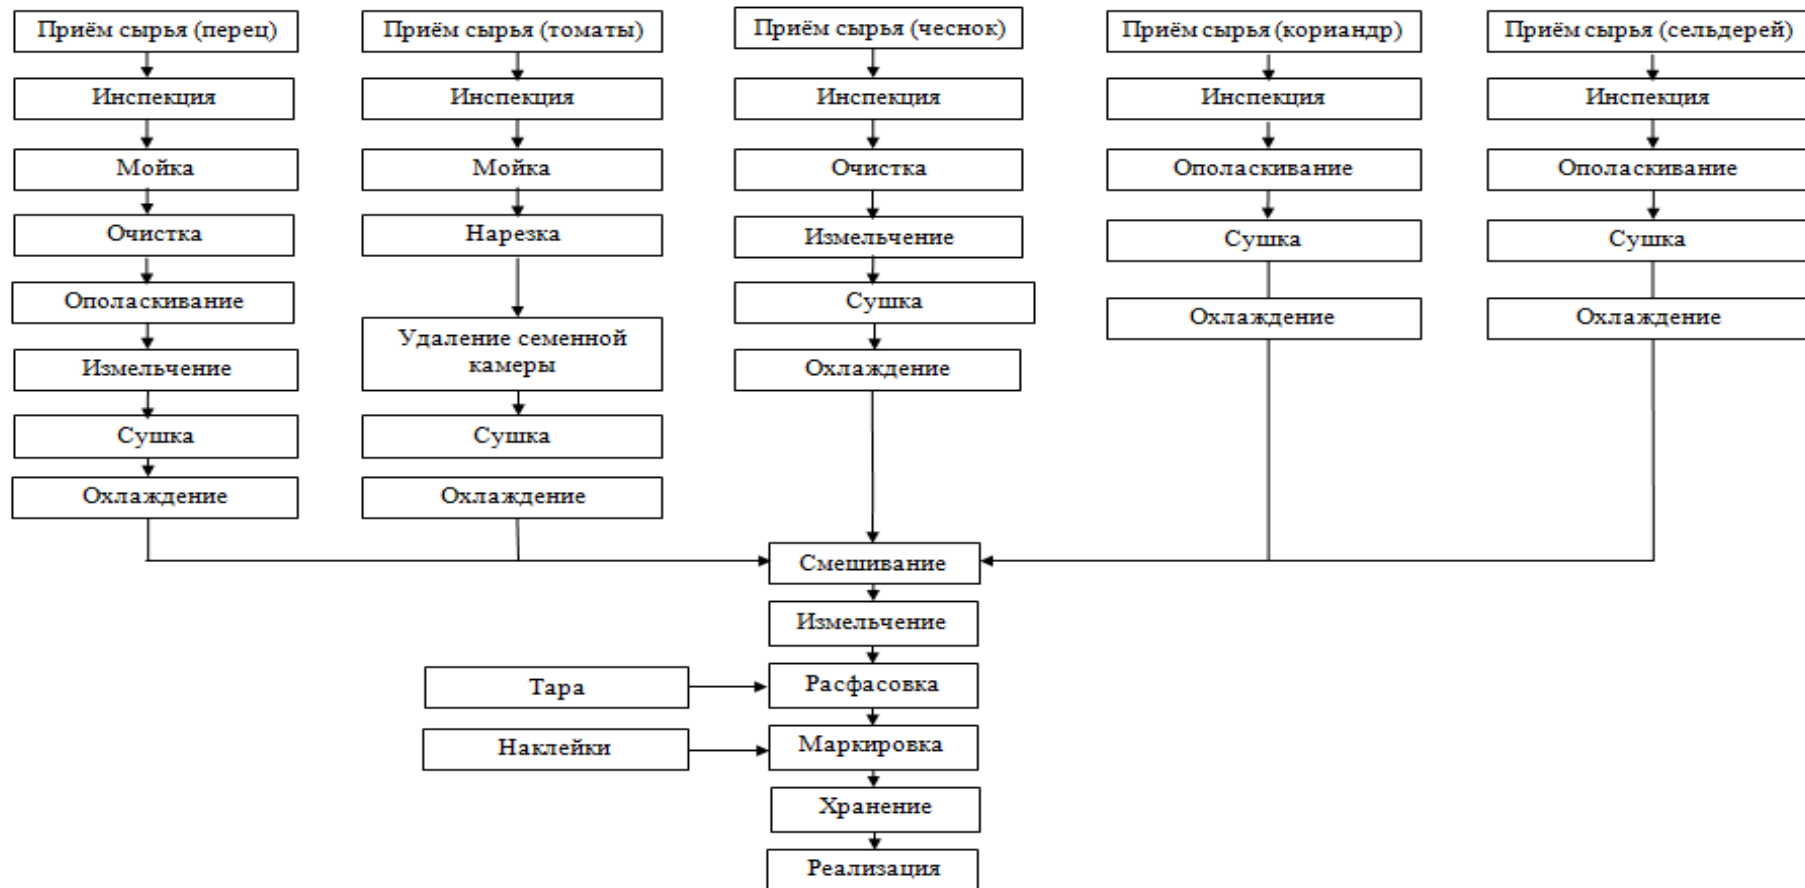 Приём сырья (перец)
Инспекция
Мойка
Очистка
Ополаскивание
Измельчение
Сушка
Охлаждение
Приём сырья (томаты)
Инспекция
Мойка
Нарезка
Удаление семенной
камеры
Сушка
Охлаждение
Приём сырья (чеснок)
Инспекция
Очистка
Измельчение
Сушка
Охлаждение
Приём сырья (кориандр)
Инспекция
Ополаскивание
Сушка
Охлаждение
Приём сырья (сельдерей)
Инспекция
Ополаскивание
Сушка
Охлаждение
Смешивание
Измельчение
Тара
Расфасовка
Наклейки
Маркировка
Хранение
Реализация